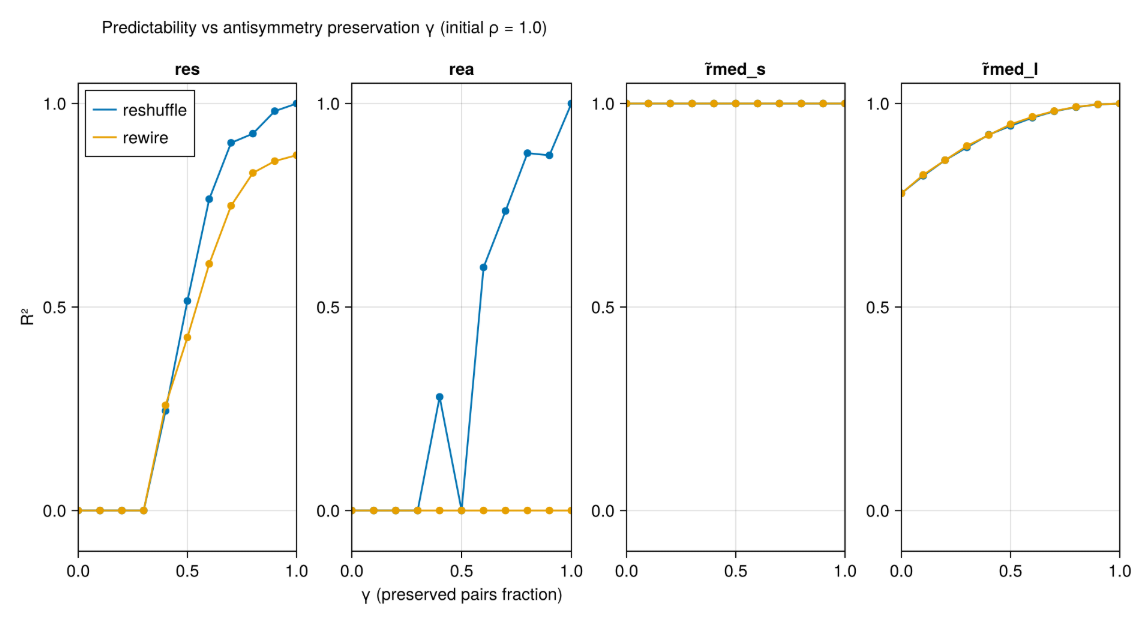 Predictability vs antisymmetry preservation γ (initial ρ = 1.0)
res
rea
r̃med_s
r̃med_l
reshuffle
rewire
R²
1.0
0.5
0.0
1.0
0.5
0.0
1.0
0.5
0.0
1.0
0.5
0.0
0.0 0.5 1.0
0.0 0.5 1.0
0.0 0.5 1.0
0.0 0.5 1.0
γ (preserved pairs fraction)